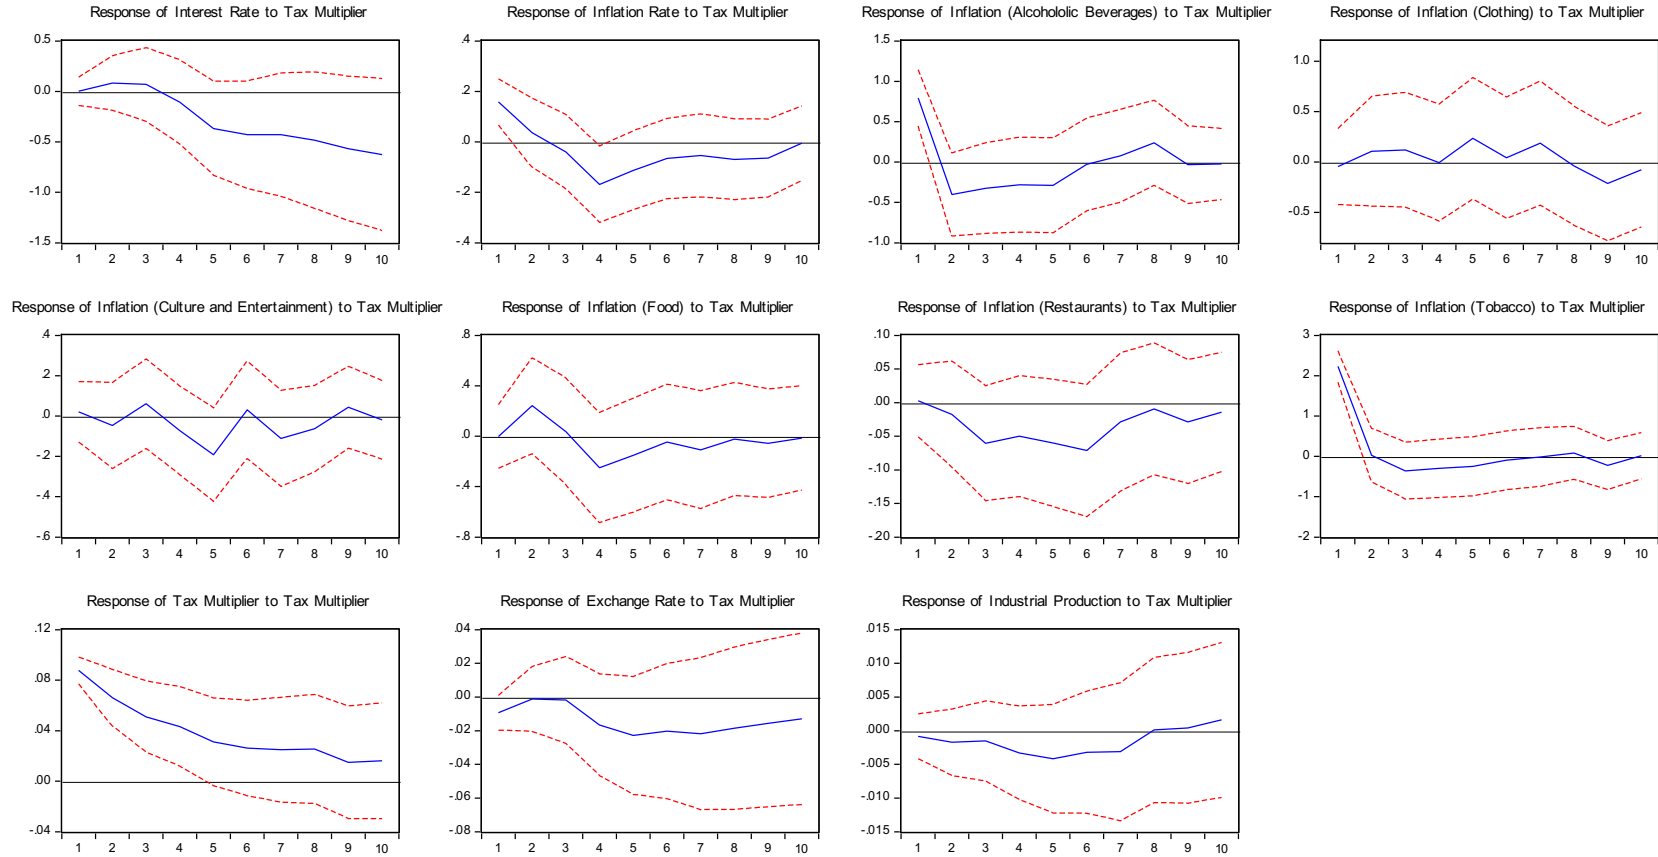 Response of Interest Rate to Tax Multiplier
0.5
0.0
-0.5
-1.0
-1.5
1 2 3 4 5 6 7 8 9 10
Response of Inflation Rate to Tax Multiplier
.4
.2
.0
-.2
-.4
1 2 3 4 5 6 7 8 9 10
Response of Inflation (Alcohololic Beverages) to Tax Multiplier
1.5
1.0
0.5
0.0
-0.5
-1.0
1 2 3 4 5 6 7 8 9 10
Response of Inflation (Clothing) to Tax Multiplier
1.0
0.5
0.0
-0.5
1 2 3 4 5 6 7 8 9 10
Response of Inflation (Culture and Entertainment) to Tax Multiplier
.4
.2
.0
-.2
-.4
-.6
1 2 3 4 5 6 7 8 9 10
Response of Inflation (Food) to Tax Multiplier
.8
.4
.0
-.4
-.8
1 2 3 4 5 6 7 8 9 10
Response of Inflation (Restaurants) to Tax Multiplier
.10
.05
.00
-.05
-.10
-.15
-.20
1 2 3 4 5 6 7 8 9 10
Response of Inflation (Tobacco) to Tax Multiplier
3
2
1
0
-1
-2
1 2 3 4 5 6 7 8 9 10
Response of Tax Multiplier to Tax Multiplier
.12
.08
.04
.00
-.04
1 2 3 4 5 6 7 8 9 10
Response of Exchange Rate to Tax Multiplier
.04
.02
.00
-.02
-.04
-.06
-.08
1 2 3 4 5 6 7 8 9 10
Response of Industrial Production to Tax Multiplier
.015
.010
.005
.000
-.005
-.010
-.015
1 2 3 4 5 6 7 8 9 10